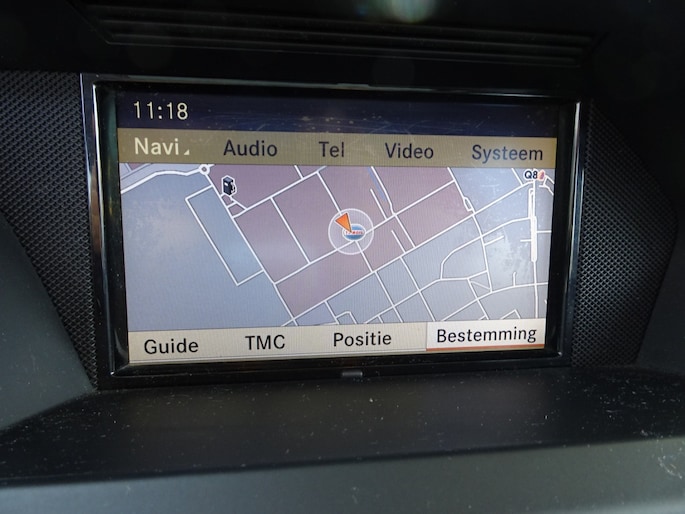 11:18
Navi Audio Tel Video Systeem
Q8
Guide TMC Positie Bestemming